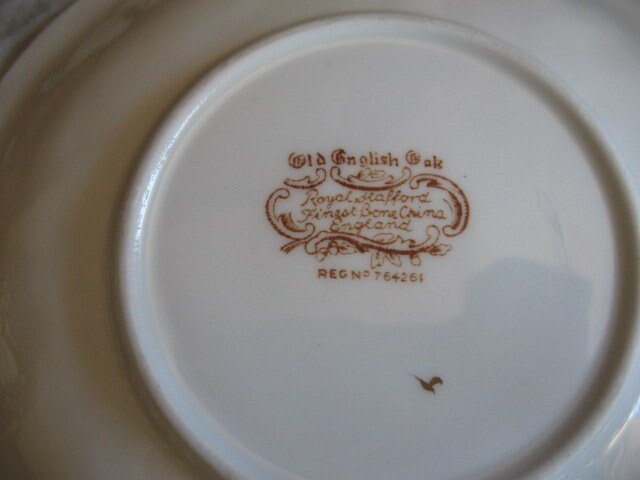 Old English Oak
Royal Stafford
Finest Bone China
England
REG NO 764261